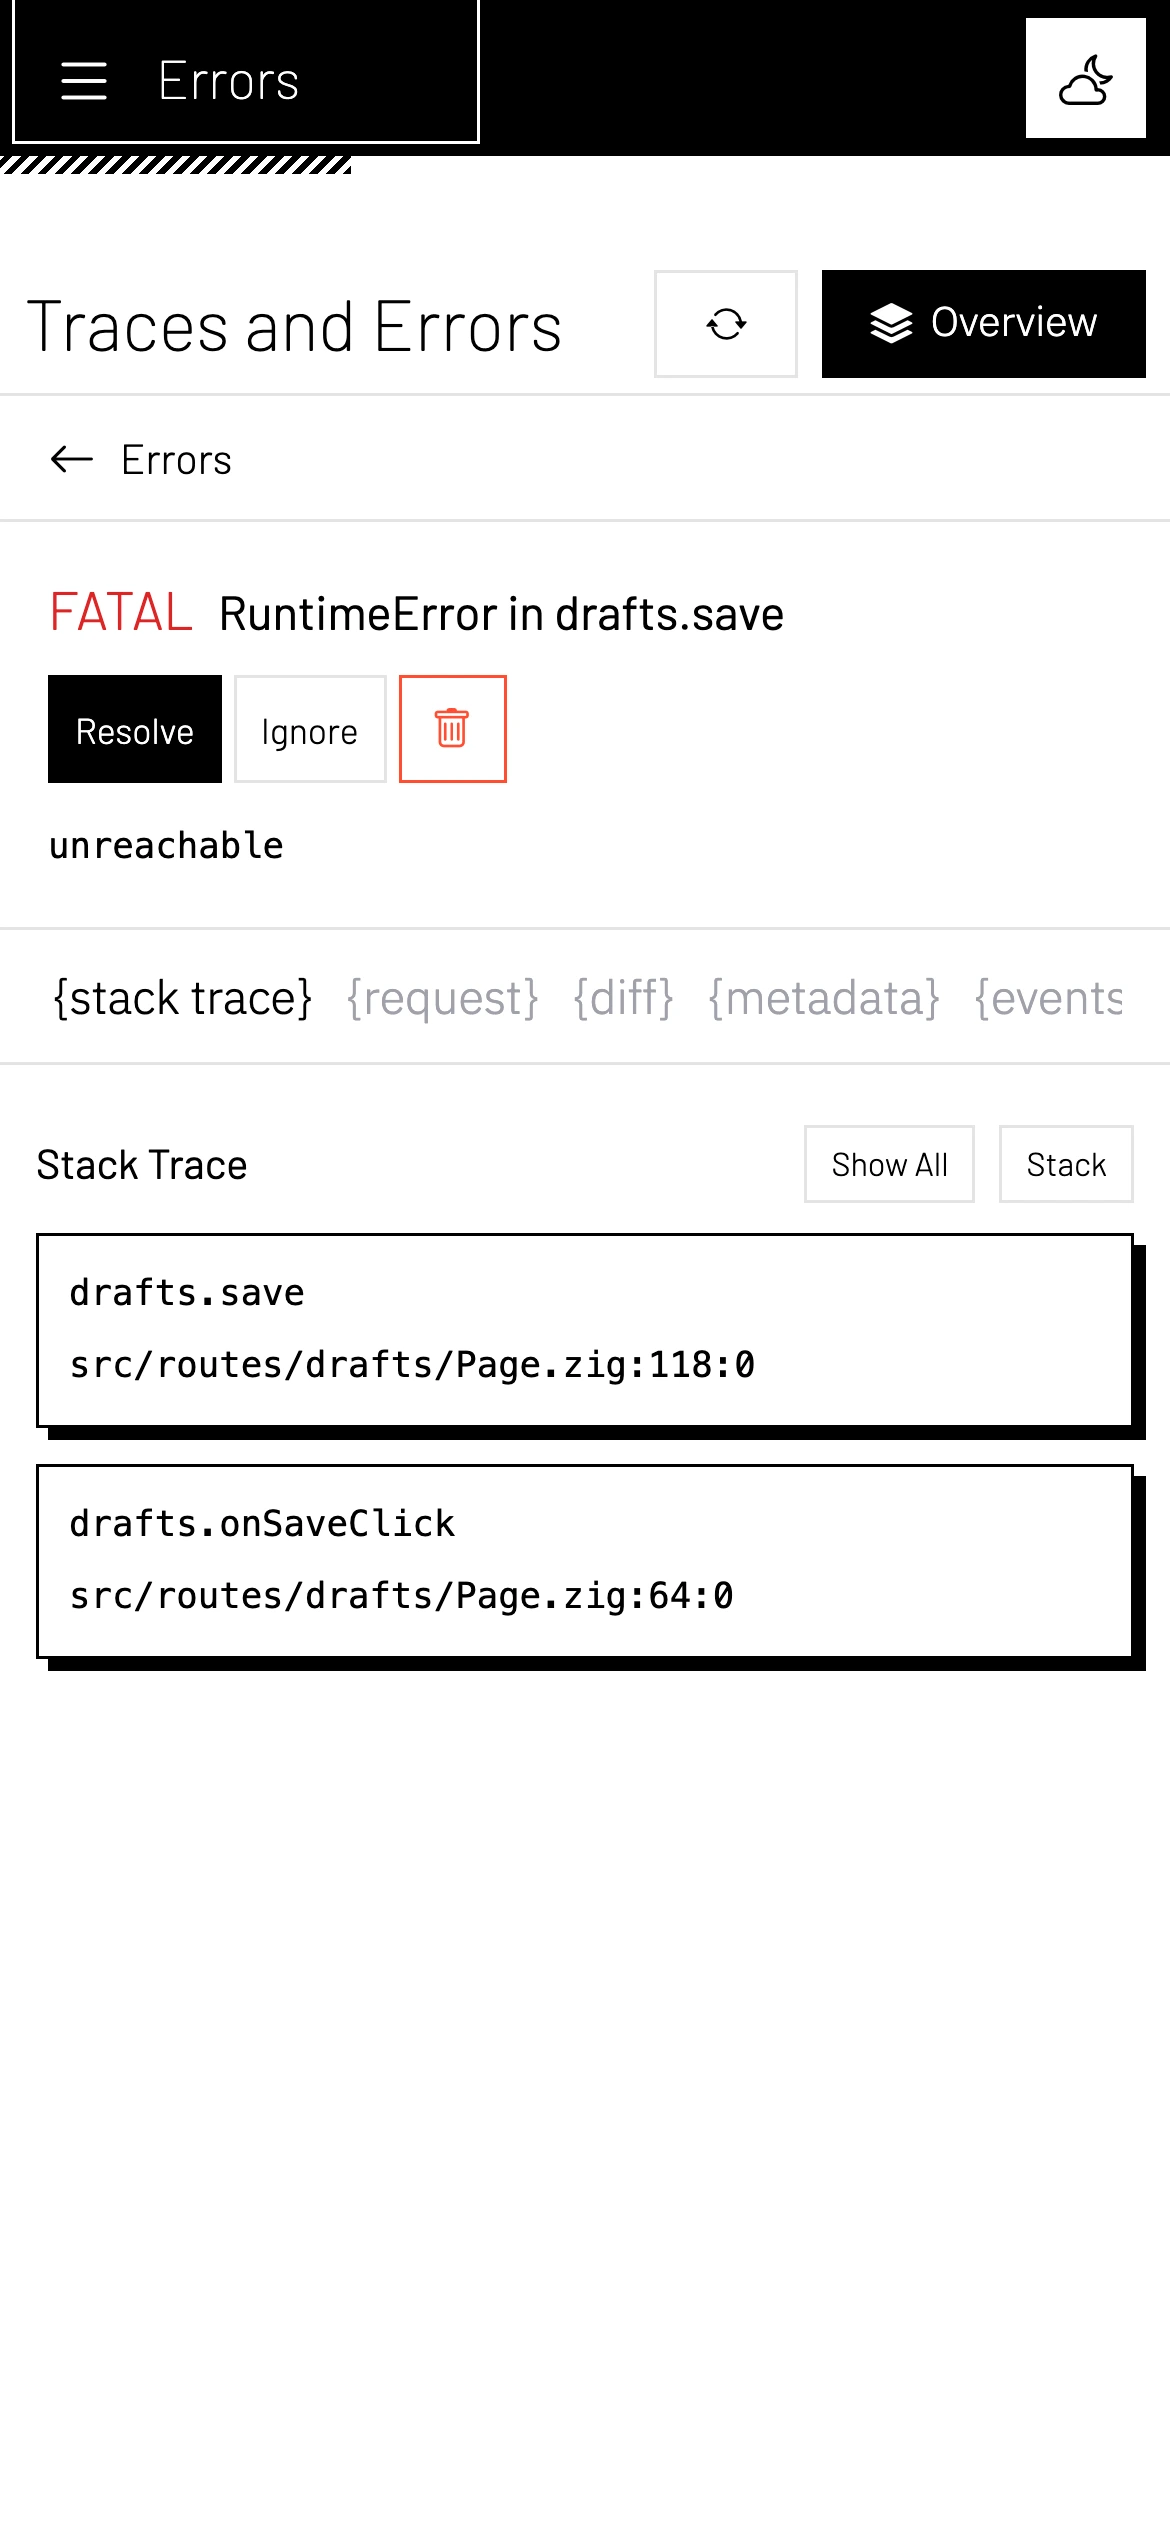 Errors
Traces and Errors
Overview
Errors
FATAL RuntimeError in drafts.save
Resolve
Ignore
unreachable
{stack trace} {request} {diff} {metadata} {events
Stack Trace
Show All
Stack
drafts.save
src/routes/drafts/Page.zig:118:0
drafts.onSaveClick
src/routes/drafts/Page.zig:64:0